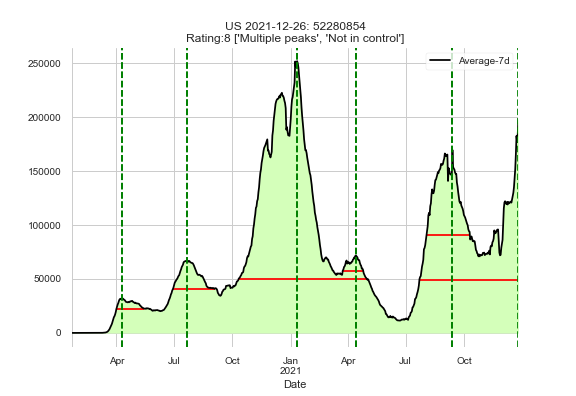 US 2021-12-26: 52280854
Rating:8 ['Multiple peaks', 'Not in control']
Average-7d
250000
200000
150000
100000
50000
0
Apr Jul Oct Jan Apr Jul Oct
2021
Date